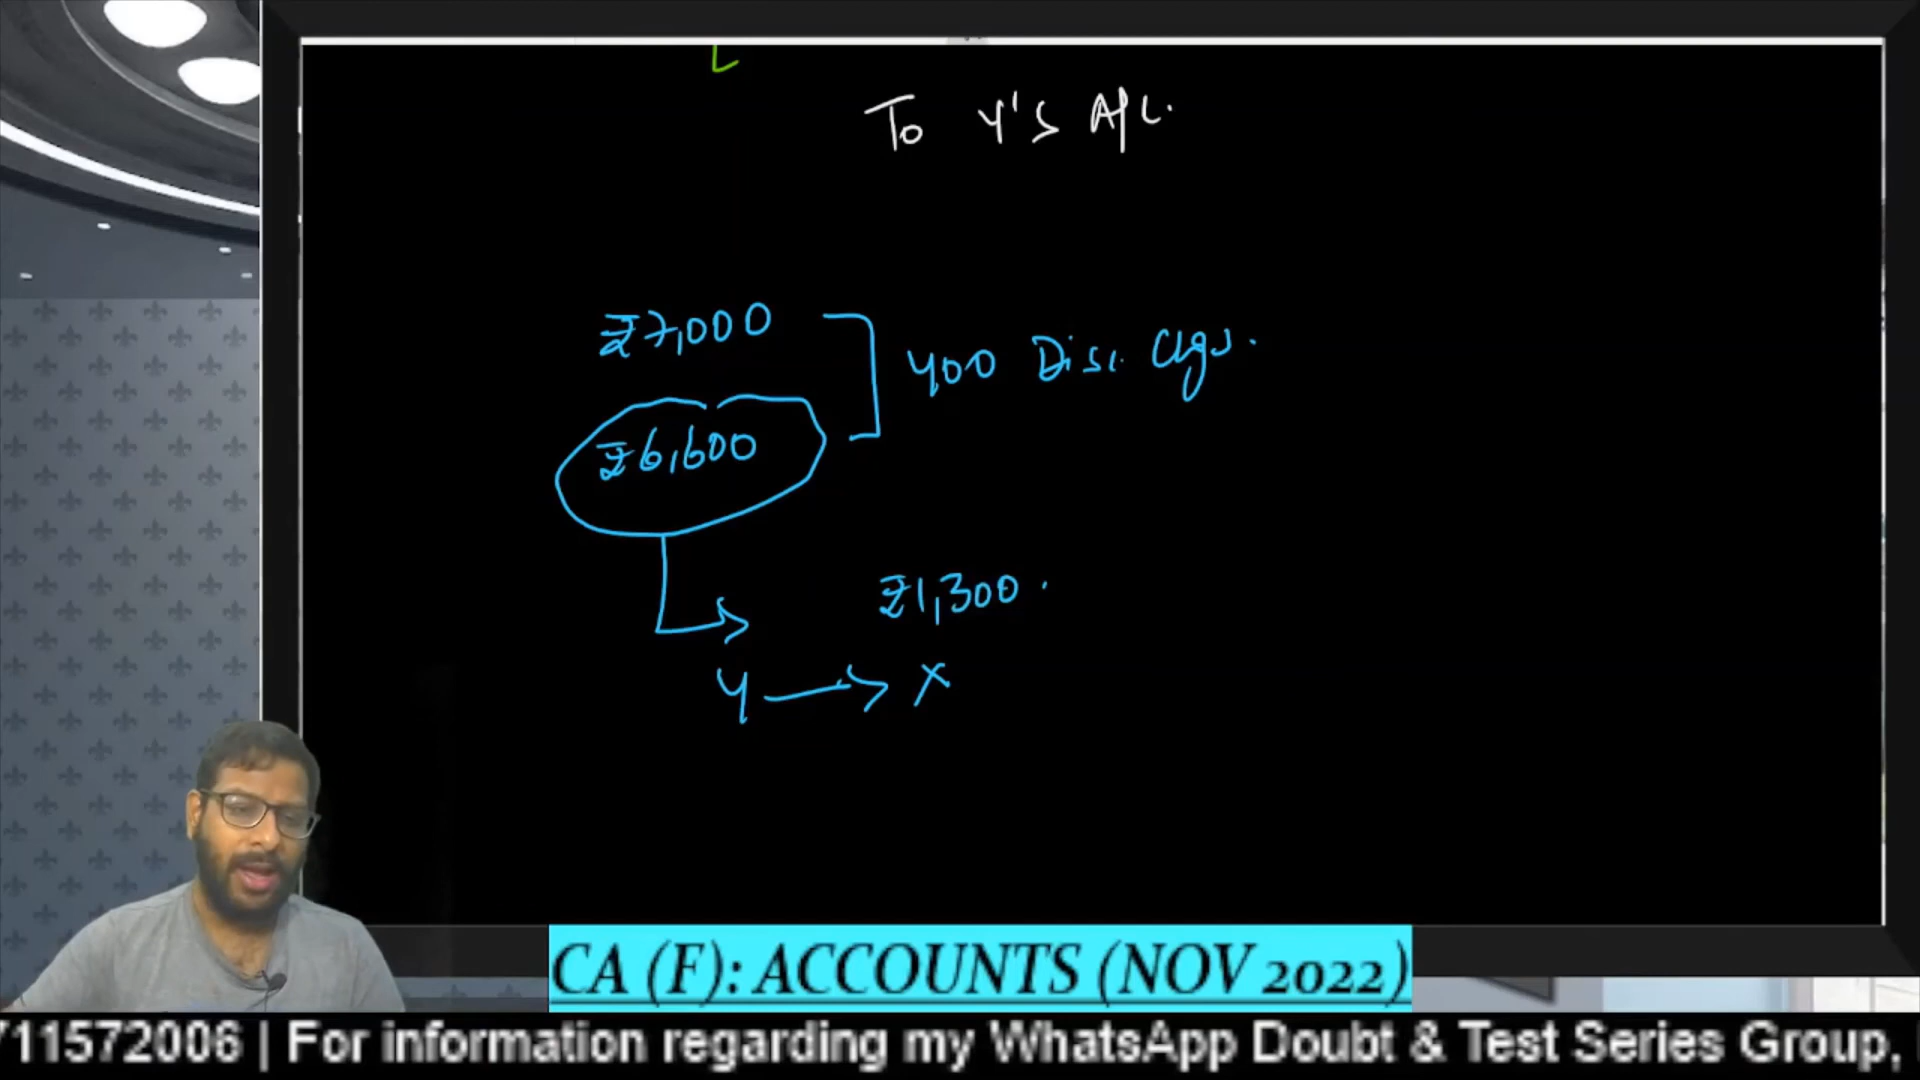 To Y's A/c.
₹7,000
400 Disc. Chgs.
₹6,600
₹1,300.
Y → X
CA (F): ACCOUNTS (NOV 2022)
711572006 | For information regarding my WhatsApp Doubt & Test Series Group,